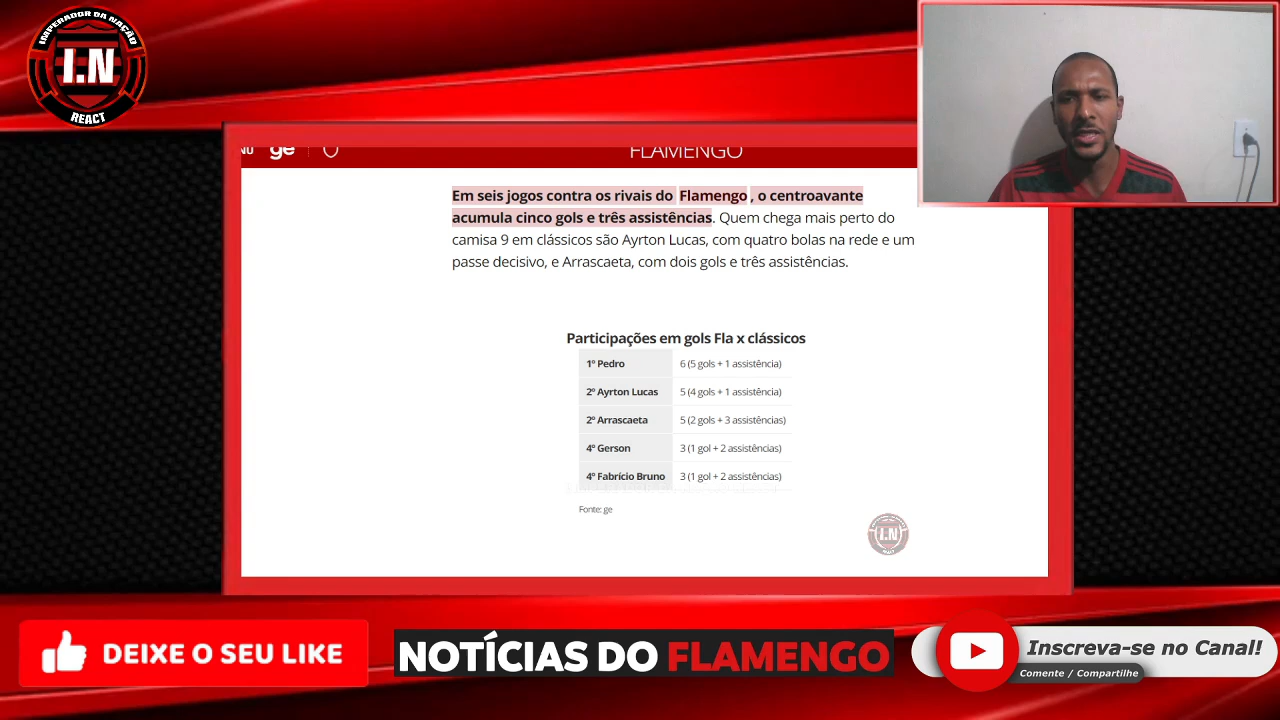 IMPERADOR DA NAÇÃO
I.N
REACT
NU ge FLAMENGO
Em seis jogos contra os rivais do Flamengo , o centroavante
acumula cinco gols e três assistências. Quem chega mais perto do
camisa 9 em clássicos são Ayrton Lucas, com quatro bolas na rede e um
passe decisivo, e Arrascaeta, com dois gols e três assistências.
Participações em gols Fla x clássicos
1º Pedro 6 (5 gols + 1 assistência)
2º Ayrton Lucas 5 (4 gols + 1 assistência)
2º Arrascaeta 5 (2 gols + 3 assistências)
4º Gerson 3 (1 gol + 2 assistências)
4º Fabrício Bruno 3 (1 gol + 2 assistências)
Fonte: ge
I.N
DEIXE O SEU LIKE
NOTÍCIAS DO FLAMENGO
Inscreva-se no Canal!
Comente / Compartilhe